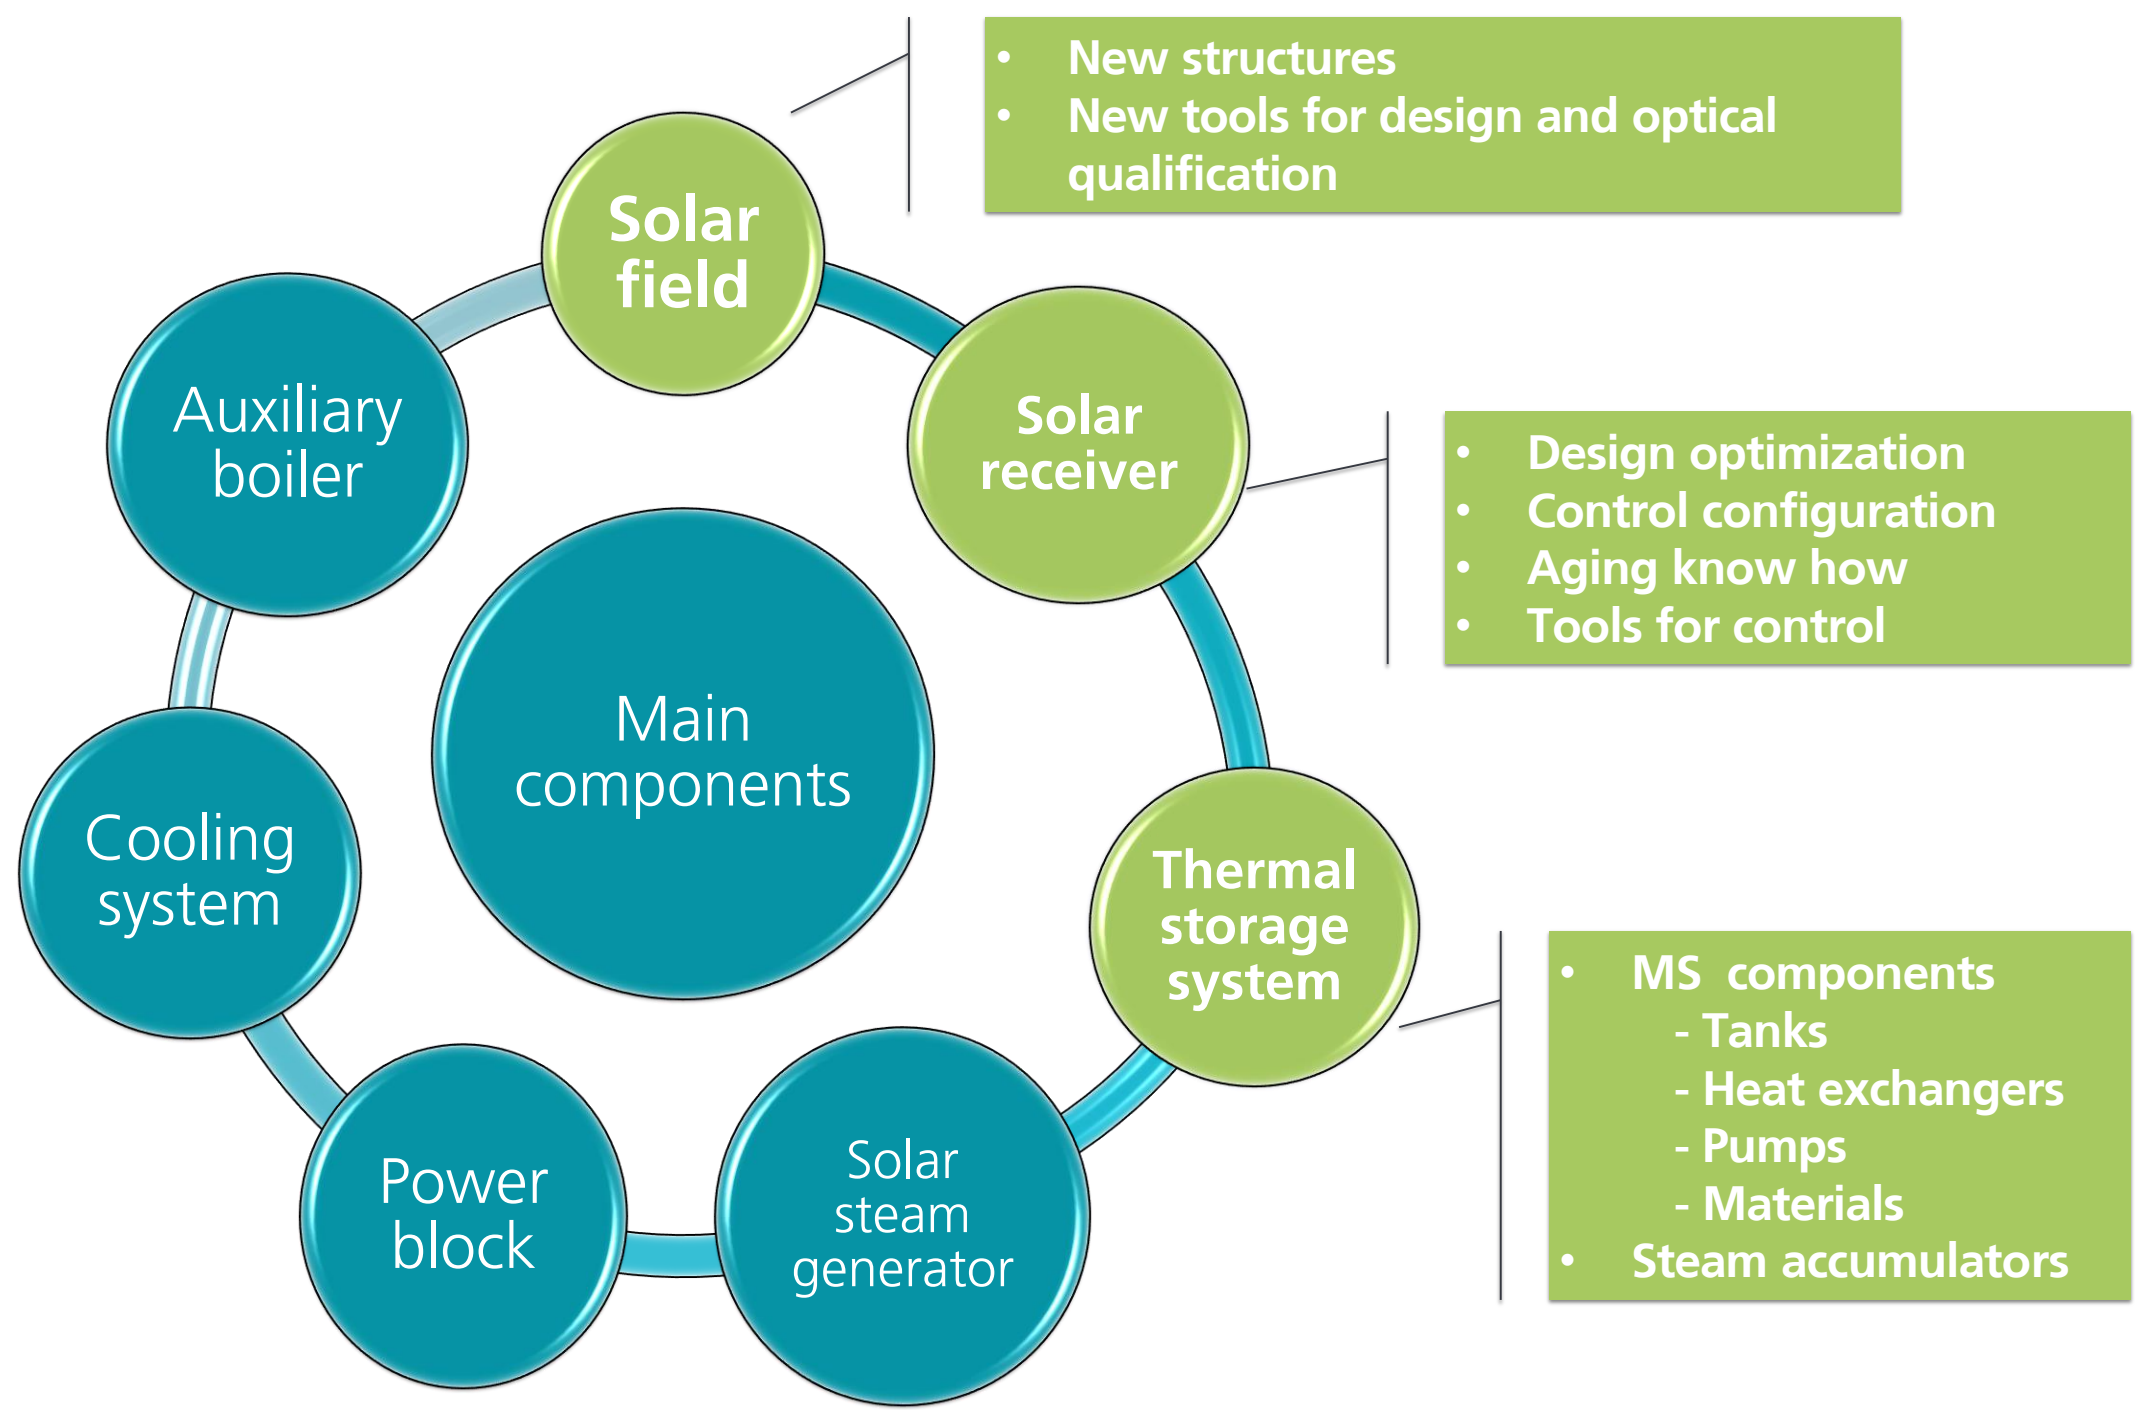 • New structures
• New tools for design and optical
qualification
Solar
field
Auxiliary
boiler
Solar
receiver
• Design optimization
• Control configuration
• Aging know how
• Tools for control
Main
components
Cooling
system
Thermal
storage
system
• MS components
- Tanks
- Heat exchangers
- Pumps
- Materials
• Steam accumulators
Power
block
Solar
steam
generator